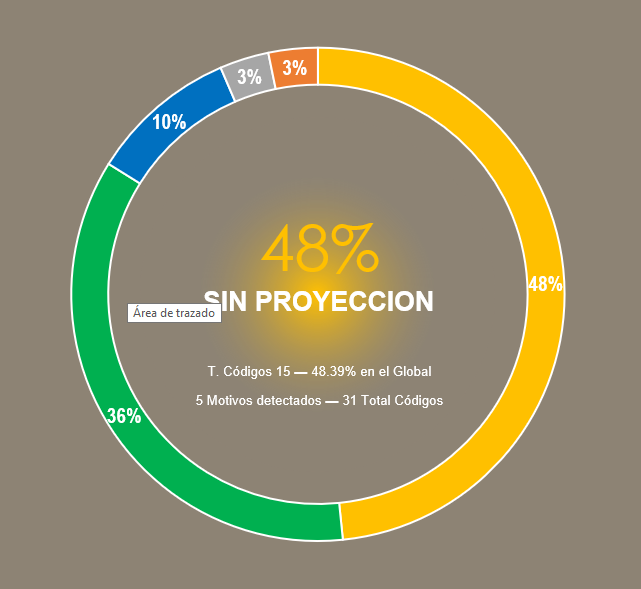 3%
3%
10%
48%
48%
SIN PROYECCION
Área de trazado
T. Códigos 15 — 48.39% en el Global
5 Motivos detectados — 31 Total Códigos
36%